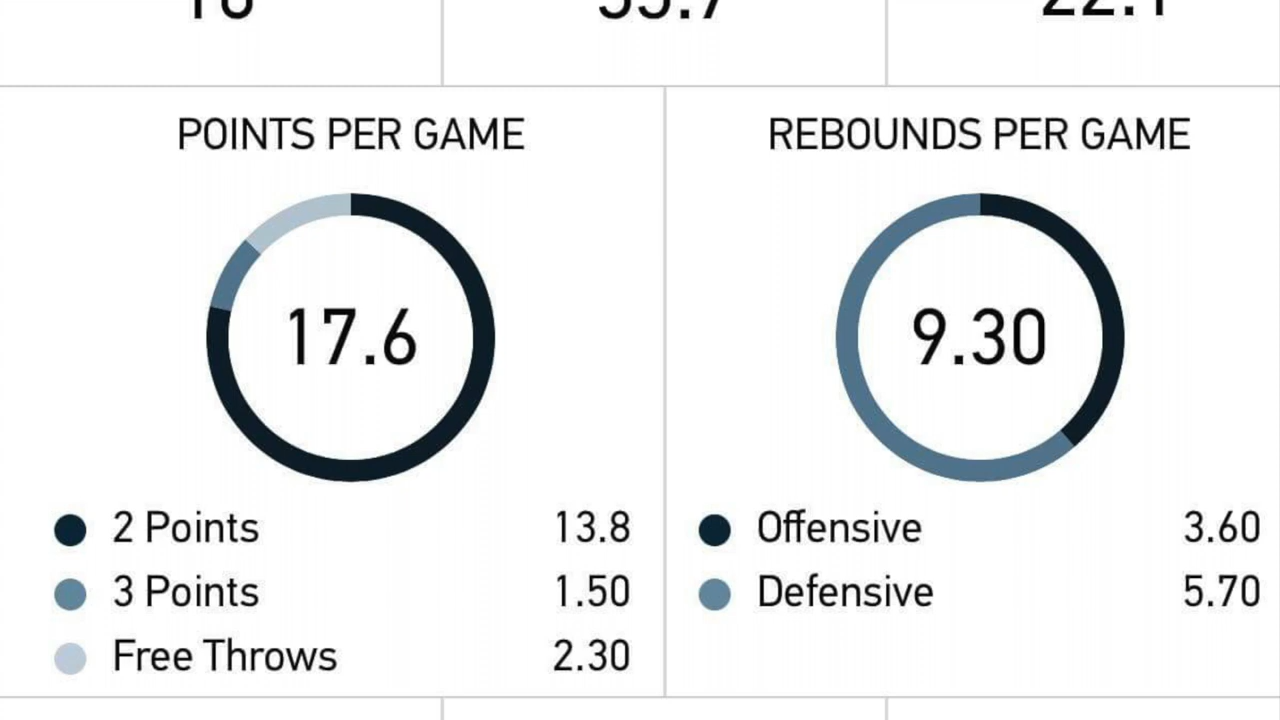 POINTS PER GAME
17.6
2 Points 13.8
3 Points 1.50
Free Throws 2.30
REBOUNDS PER GAME
9.30
Offensive 3.60
Defensive 5.70